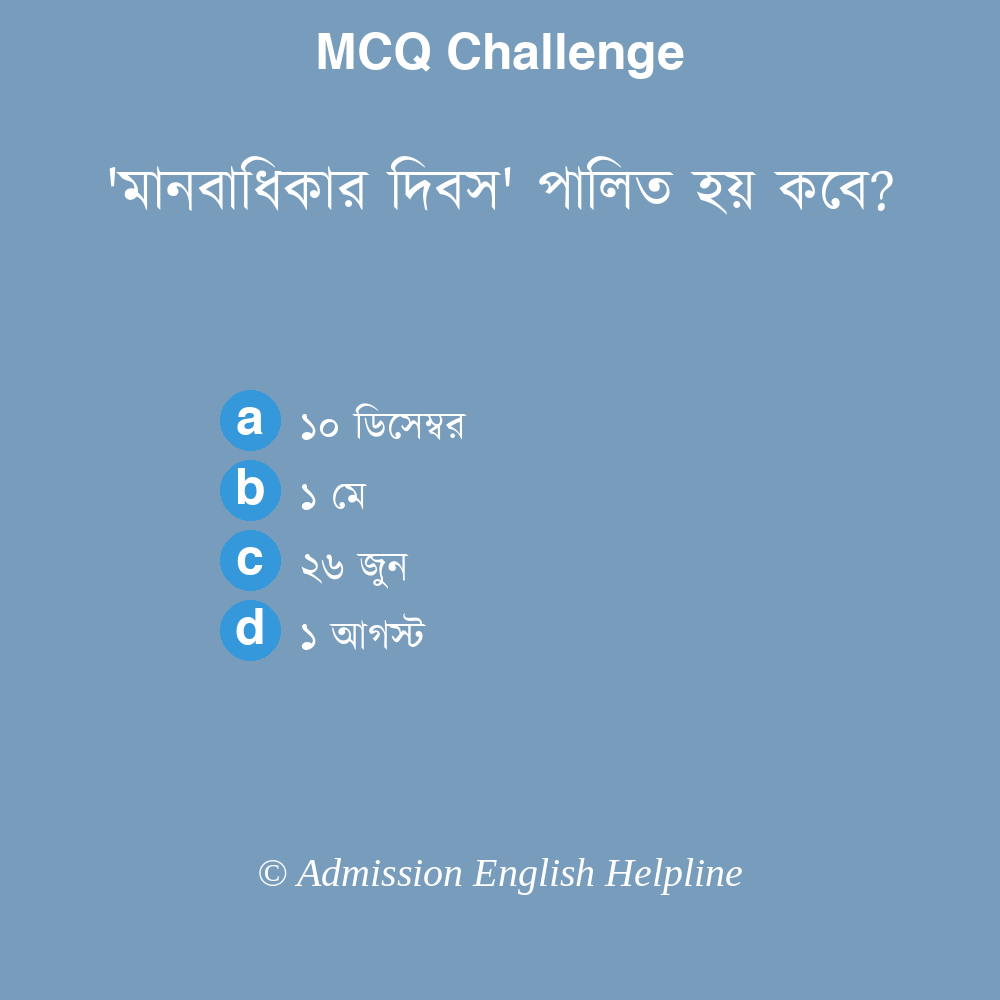 MCQ Challenge
'মানবাধিকার দিবস' পালিত হয় কবে?
a ১০ ডিসেম্বর
b ১ মে
c ২৬ জুন
d ১ আগস্ট
© Admission English Helpline